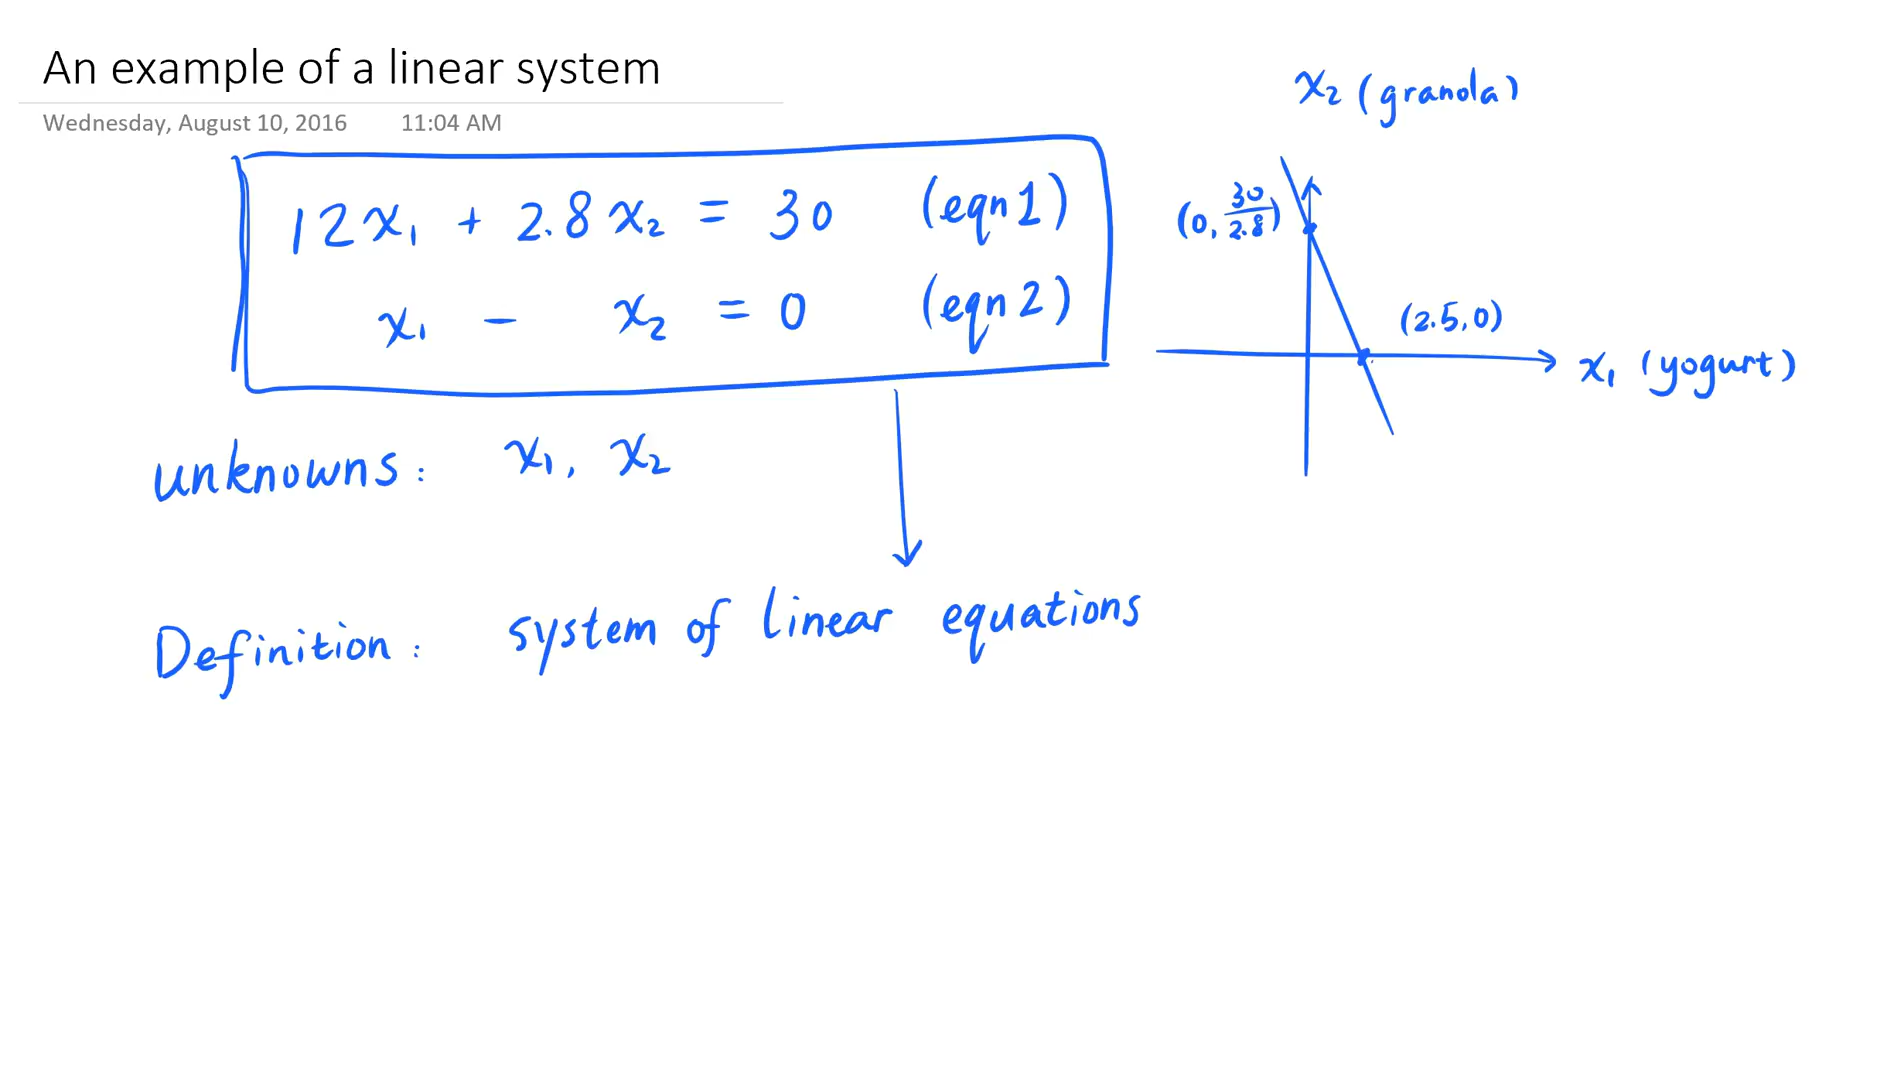 An example of a linear system
Wednesday, August 10, 2016 11:04 AM
12x₁ + 2.8x₂ = 30 (eqn 1)
x₁ - x₂ = 0 (eqn 2)
unknowns: x₁, x₂
Definition: system of linear equations
x₂ (granola)
(0, 30/2.8)
(2.5, 0)
x₁ (yogurt)